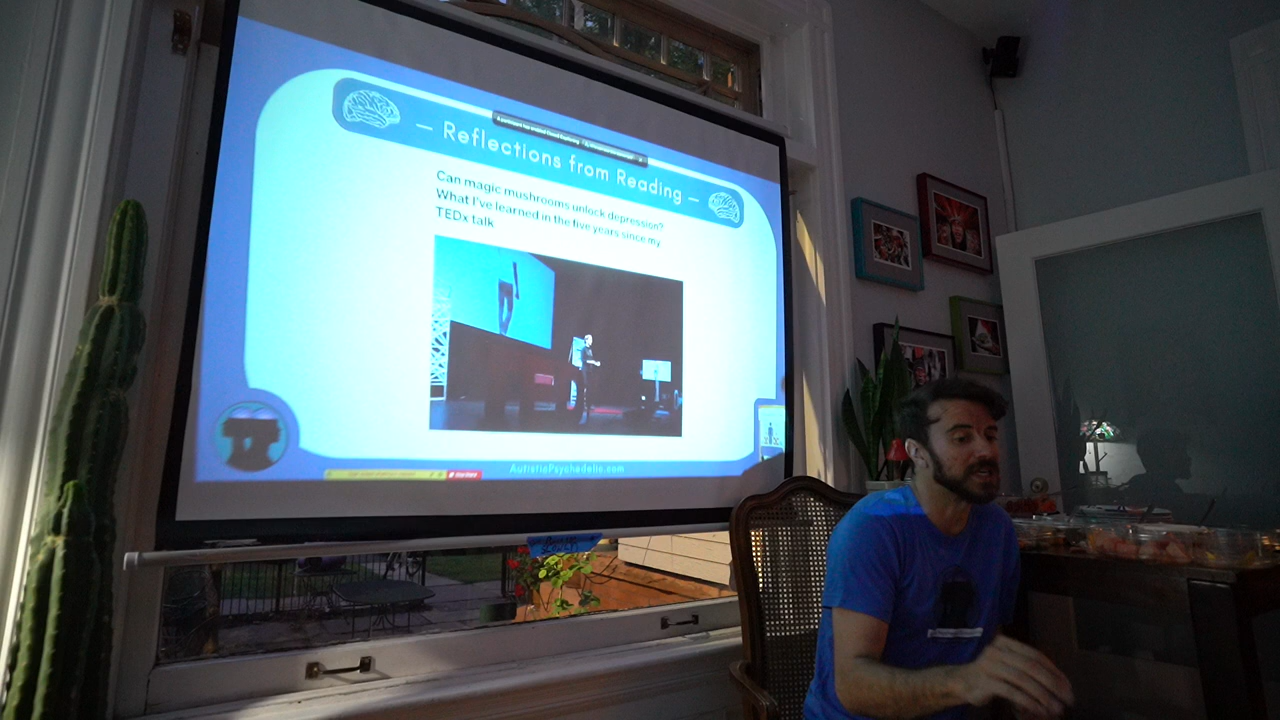 — Reflections from Reading —
Can magic mushrooms unlock depression?
What I've learned in the five years since my
TEDx talk
AutisticPsychedelic.com